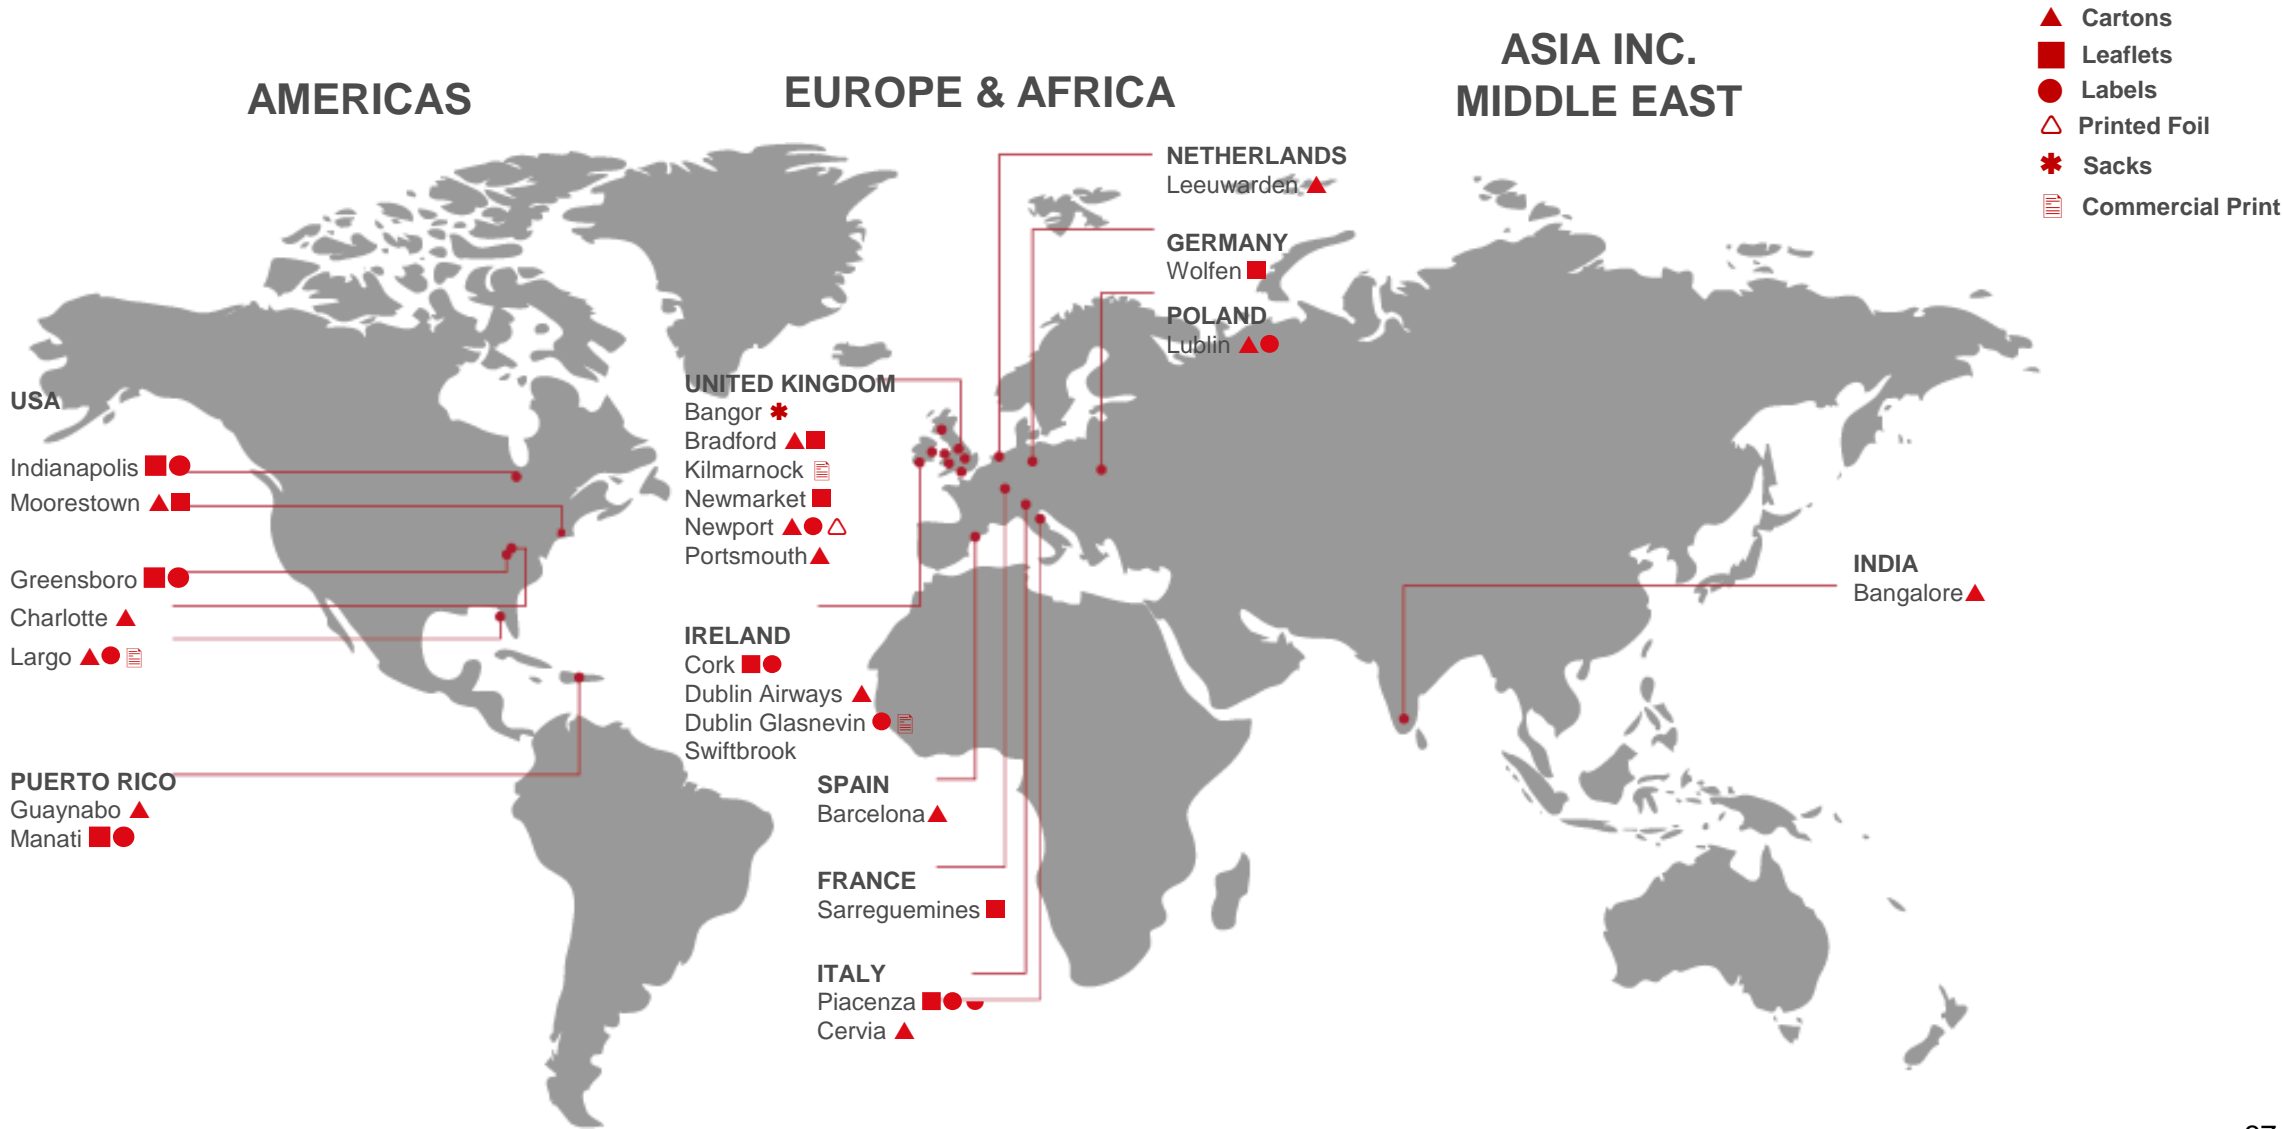 AMERICAS
EUROPE & AFRICA
ASIA INC.
MIDDLE EAST
Cartons
Leaflets
Labels
Printed Foil
Sacks
Commercial Print
USA
Indianapolis
Moorestown
Greensboro
Charlotte
Largo
PUERTO RICO
Guaynabo
Manati
UNITED KINGDOM
Bangor
Bradford
Kilmarnock
Newmarket
Newport
Portsmouth
IRELAND
Cork
Dublin Airways
Dublin Glasnevin
Swiftbrook
SPAIN
Barcelona
FRANCE
Sarreguemines
ITALY
Piacenza
Cervia
NETHERLANDS
Leeuwarden
GERMANY
Wolfen
POLAND
Lublin
INDIA
Bangalore